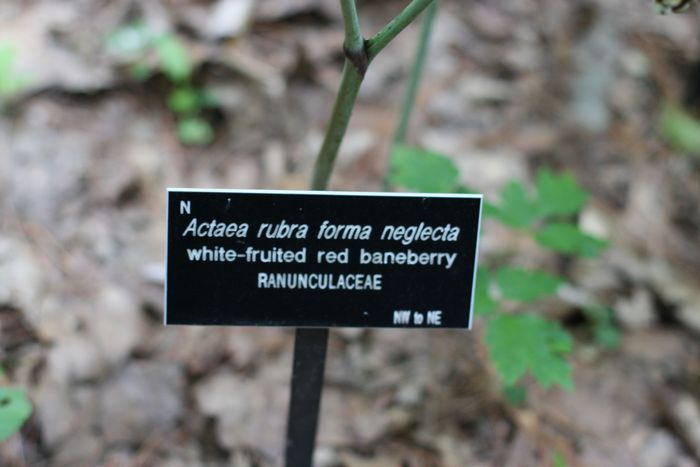 N
Actaea rubra forma neglecta
white-fruited red baneberry
RANUNCULACEAE
NW to NE